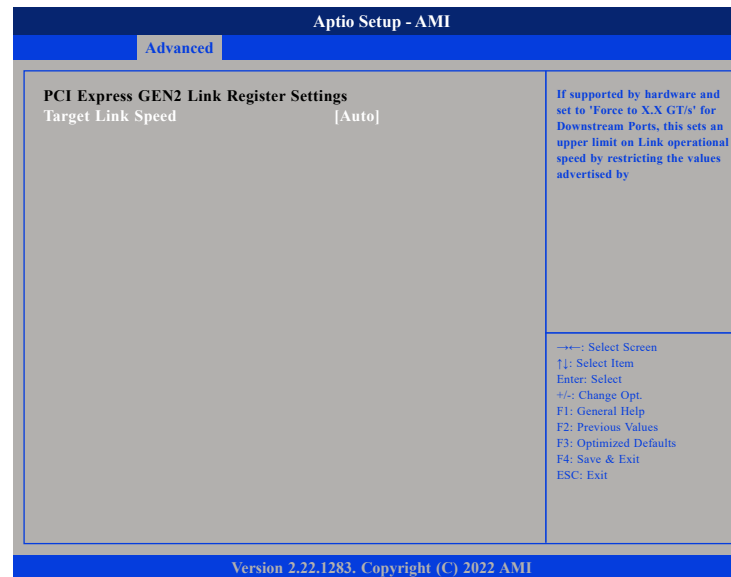 Aptio Setup - AMI
Advanced
PCI Express GEN2 Link Register Settings
Target Link Speed [Auto]
If supported by hardware and
set to 'Force to X.X GT/s' for
Downstream Ports, this sets an
upper limit on Link operational
speed by restricting the values
advertised by
→←: Select Screen
↑↓: Select Item
Enter: Select
+/-: Change Opt.
F1: General Help
F2: Previous Values
F3: Optimized Defaults
F4: Save & Exit
ESC: Exit
Version 2.22.1283. Copyright (C) 2022 AMI